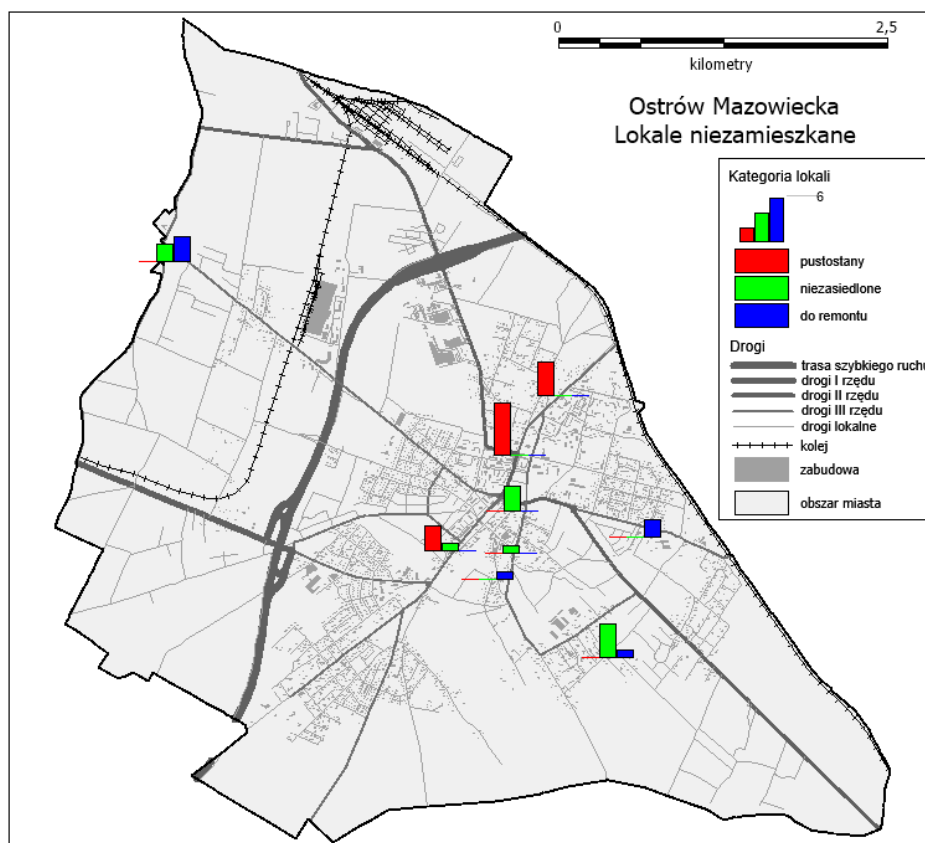 0 2,5
kilometry
Ostrów Mazowiecka
Lokale niezamieszkane
Kategoria lokali
6
pustostany
niezasiedlone
do remontu
Drogi
trasa szybkiego ruchu
drogi I rzędu
drogi II rzędu
drogi III rzędu
drogi lokalne
kolej
zabudowa
obszar miasta